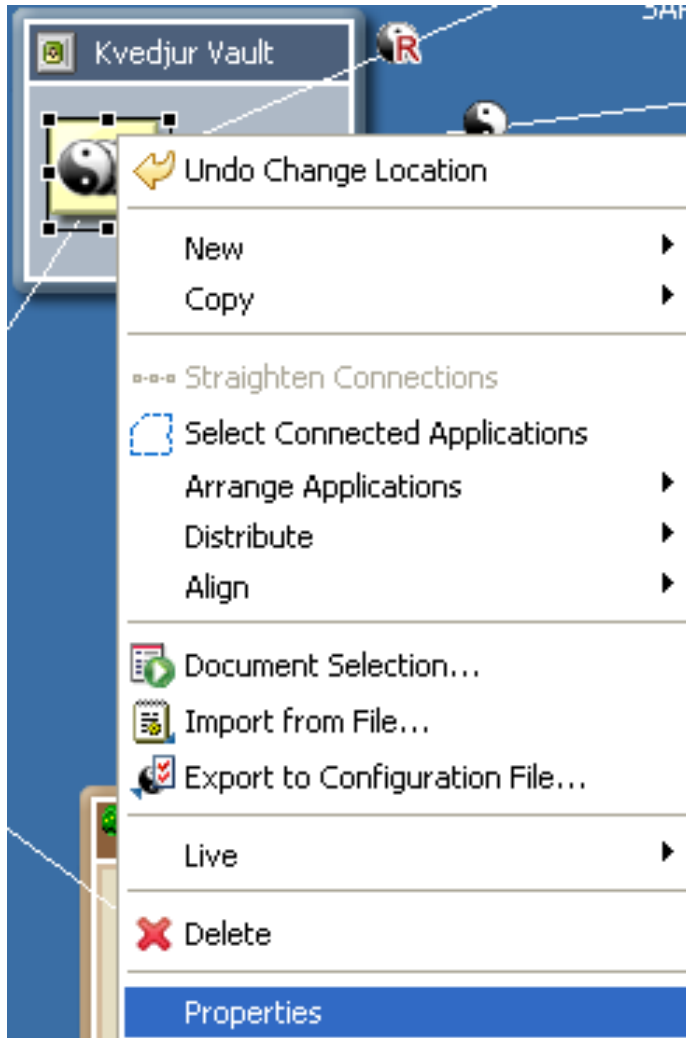 Kvedjur Vault
Undo Change Location
New
Copy
Straighten Connections
Select Connected Applications
Arrange Applications
Distribute
Align
Document Selection...
Import from File...
Export to Configuration File...
Live
Delete
Properties